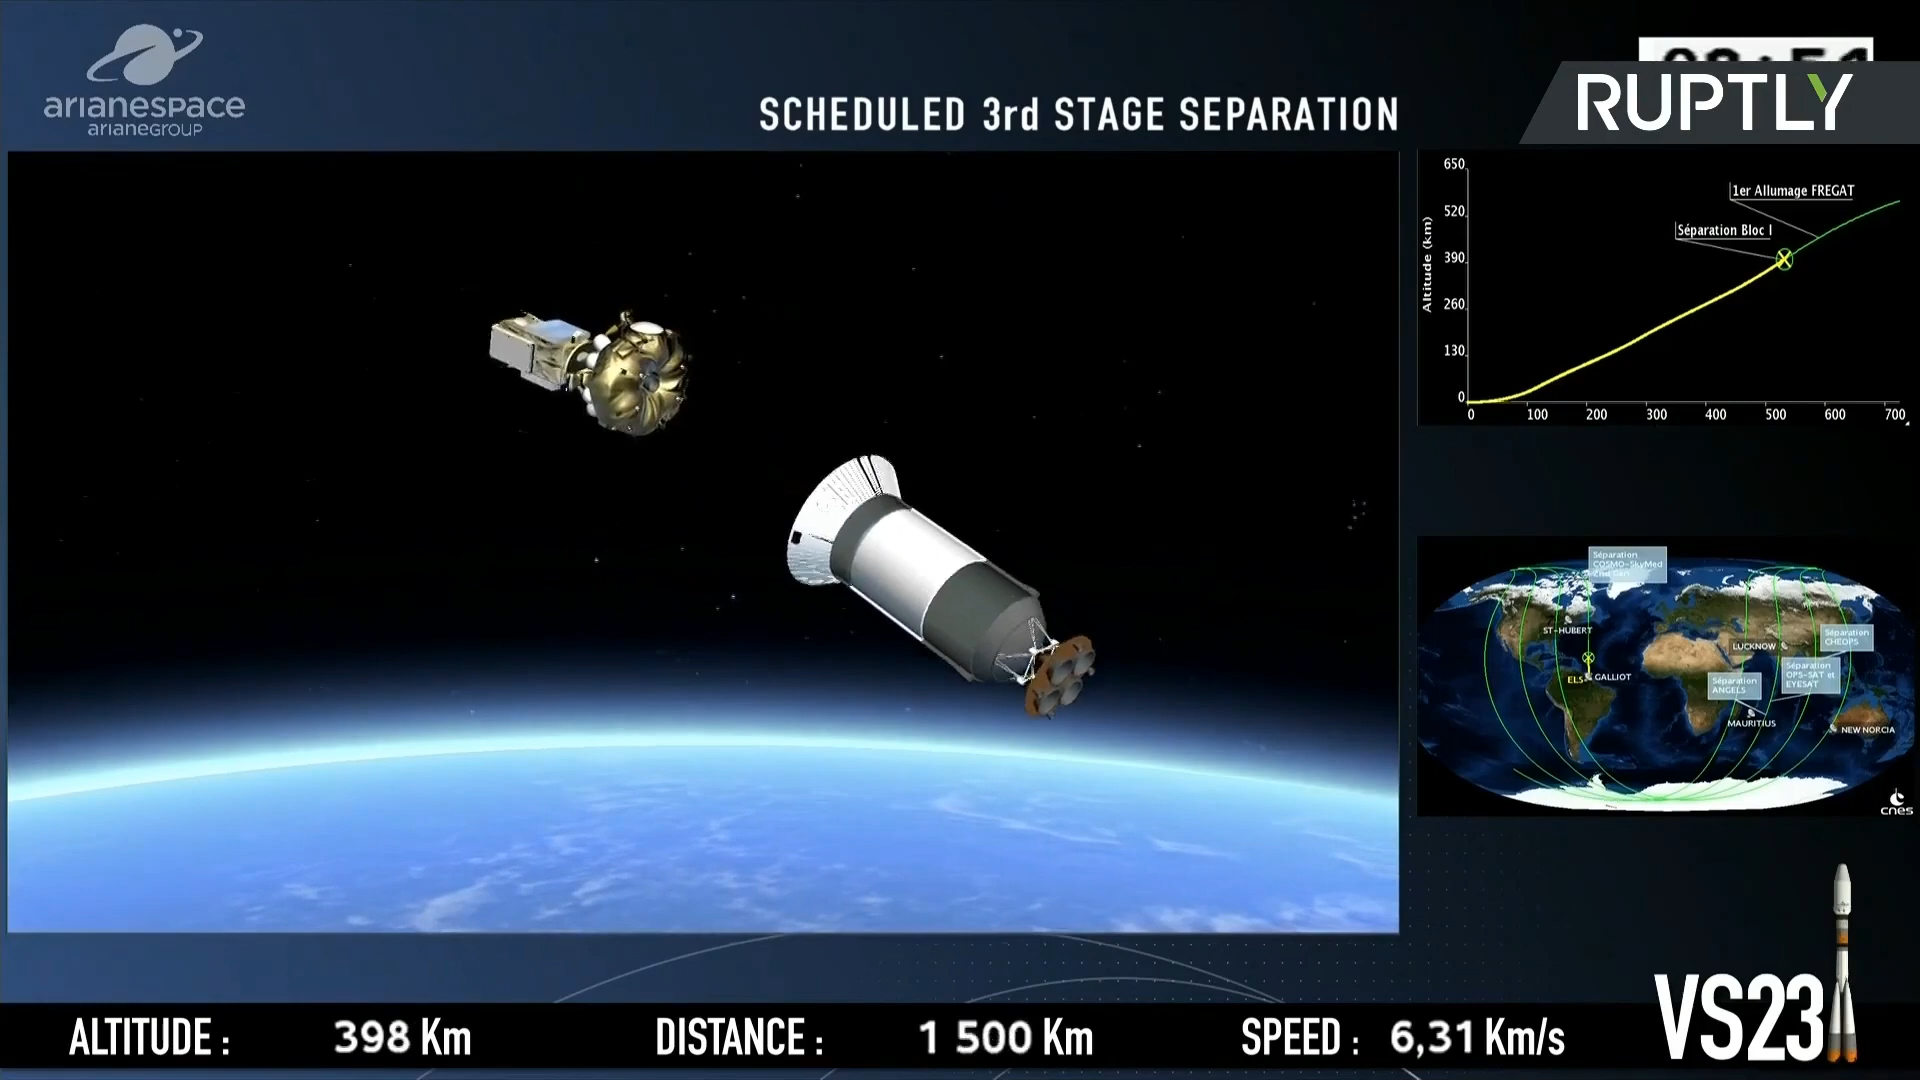 arianespace
arianeGROUP
SCHEDULED 3rd STAGE SEPARATION
RUPTLY
650
520
390
260
130
0
Altitude (km)
1er Allumage FREGAT
Séparation Bloc I
0 100 200 300 400 500 600 700
Séparation
COSMO-SkyMed
2nd Gen
ST-HUBERT
LUCKNOW
Séparation
CHEOPS
ELS
GALLIOT
Séparation
OPS-SAT et
EYESAT
Séparation
ANGELS
MAURITIUS
NEW NORCIA
cnes
VS23
ALTITUDE : 398 Km DISTANCE : 1 500 Km SPEED : 6,31 Km/s